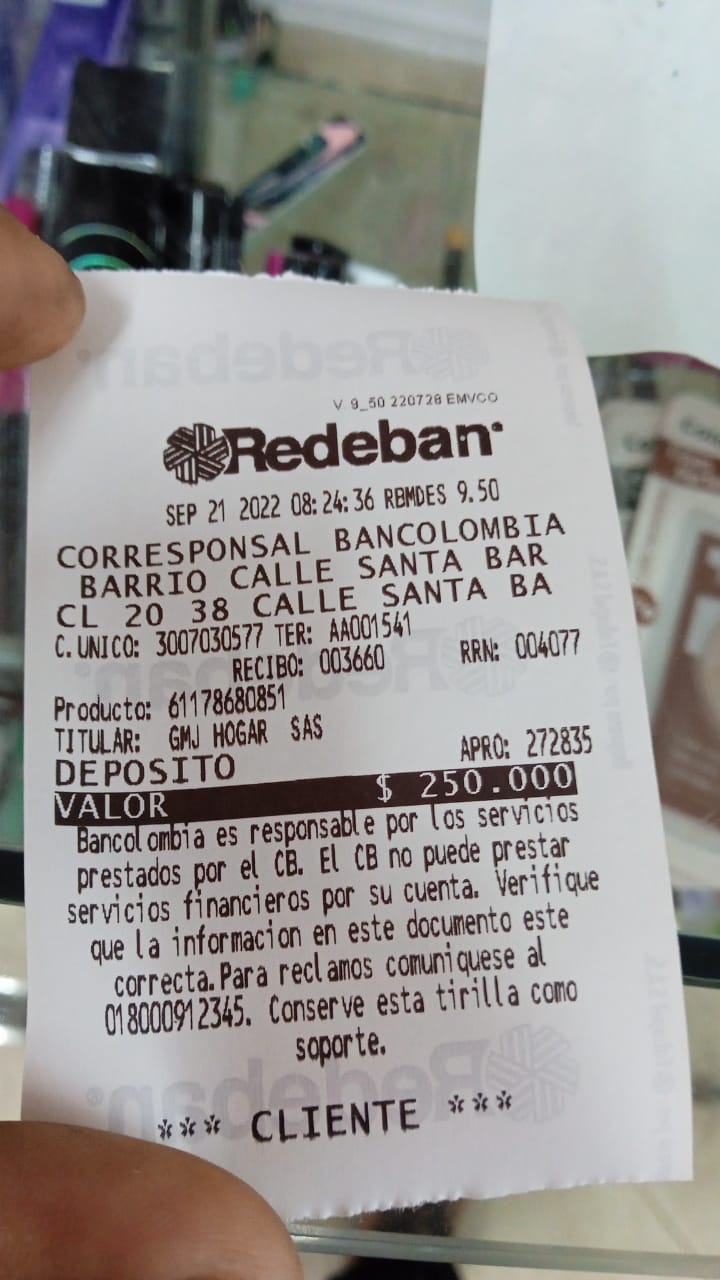 V 9_50 220728 EMVCO
Redeban
SEP 21 2022 08:24:36 RBMDES 9.50
CORRESPONSAL BANCOLOMBIA
BARRIO CALLE SANTA BAR
CL 20 38 CALLE SANTA BA
C. UNICO: 3007030577 TER: AA001541
RECIBO: 003660 RRN: 004077
Producto: 61178680851
TITULAR: GMJ HOGAR SAS
DEPOSITO APRO: 272835
VALOR $ 250.000
Bancolombia es responsable por los servicios
prestados por el CB. El CB no puede prestar
servicios financieros por su cuenta. Verifique
que la informacion en este documento este
correcta.Para reclamos comuniquese al
018000912345. Conserve esta tirilla como
soporte.
*** CLIENTE ***